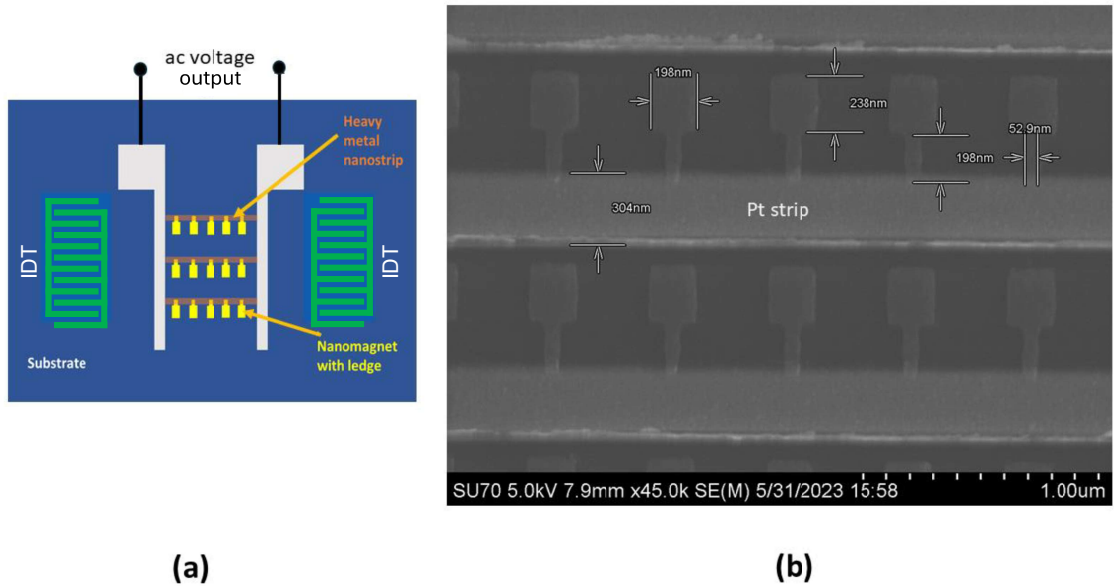 ac voltage
output
Heavy
metal
nanostrip
IDT
IDT
Nanomagnet
with ledge
Substrate
198nm
238nm
52.9nm
198nm
304nm
Pt strip
SU70 5.0kV 7.9mm x45.0k SE(M) 5/31/2023 15:58
1.00um
(a)
(b)